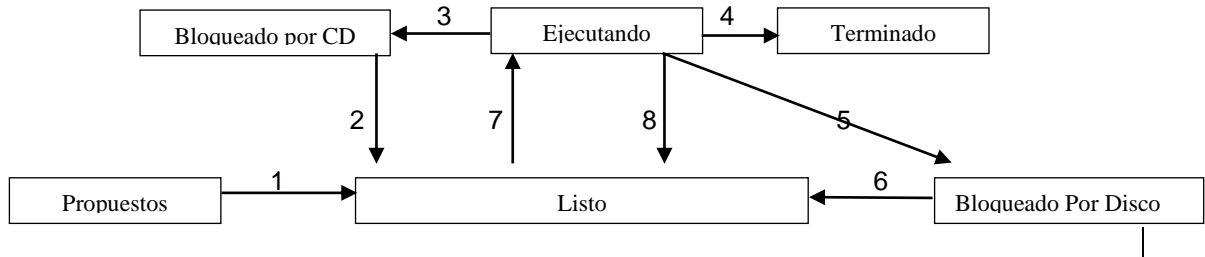 3
4
Bloqueado por CD
Ejecutando
Terminado
2
7
8
5
1
6
Propuestos
Listo
Bloqueado Por Disco